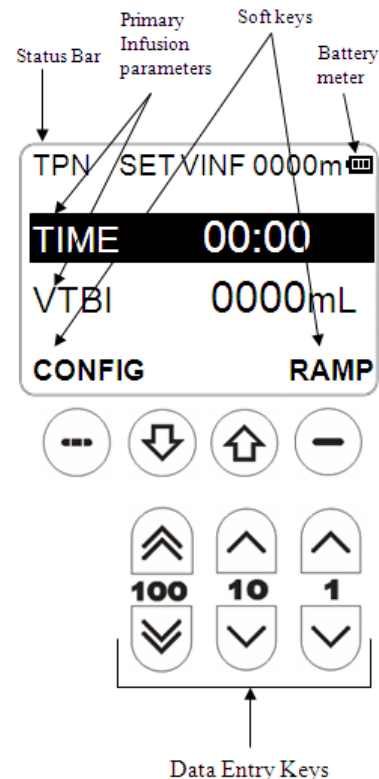 Status Bar
Primary
Infusion
parameters
Soft keys
Battery
meter
TPN SET VINF 0000m
TIME 00:00
VTBI 0000mL
CONFIG RAMP
100 10 1
Data Entry Keys